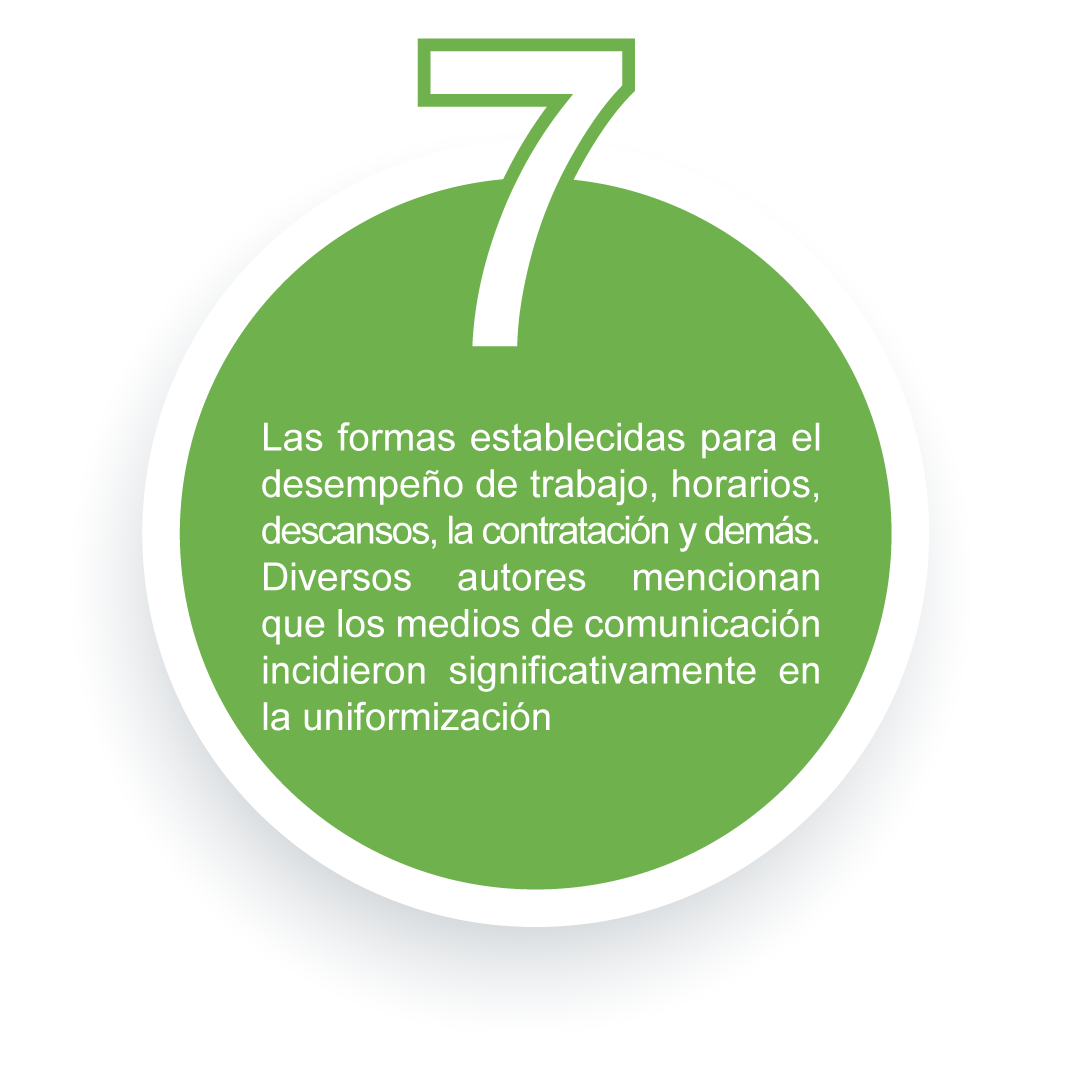 7
Las formas establecidas para el
desempeño de trabajo, horarios,
descansos, la contratación y demás.
Diversos autores mencionan
que los medios de comunicación
incidieron significativamente en
la uniformización